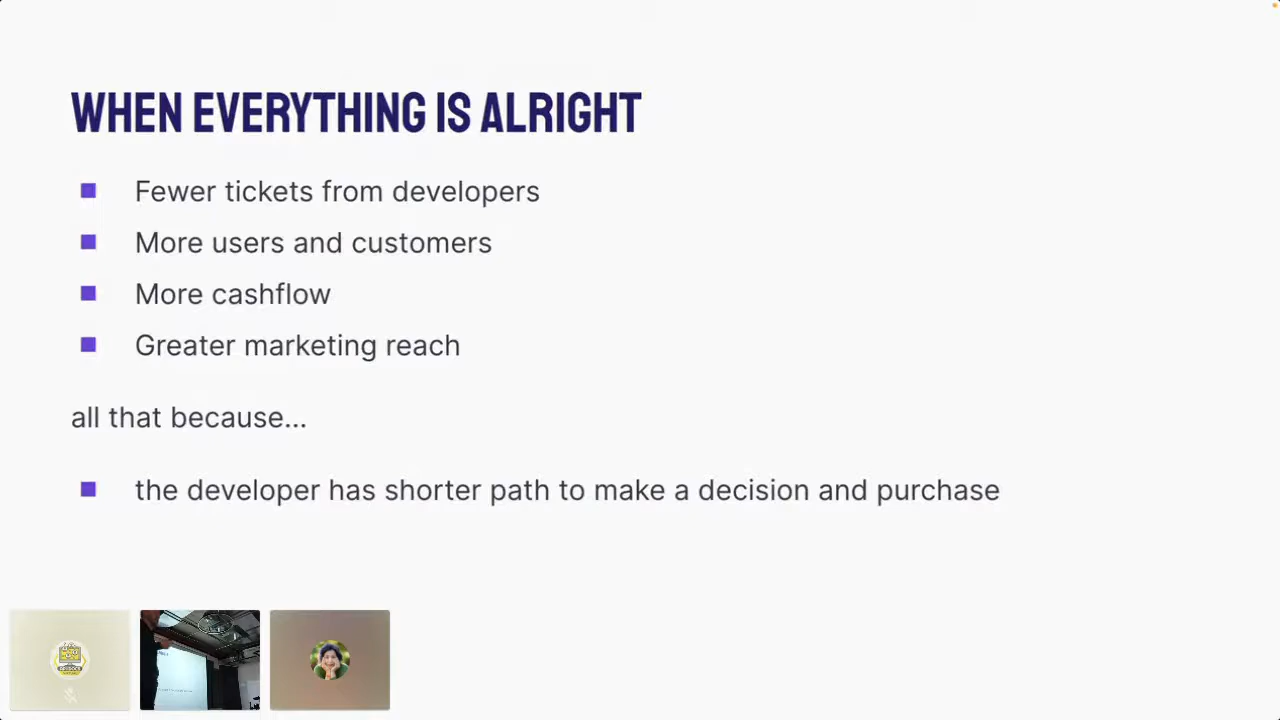 WHEN EVERYTHING IS ALRIGHT
Fewer tickets from developers
More users and customers
More cashflow
Greater marketing reach
all that because...
the developer has shorter path to make a decision and purchase